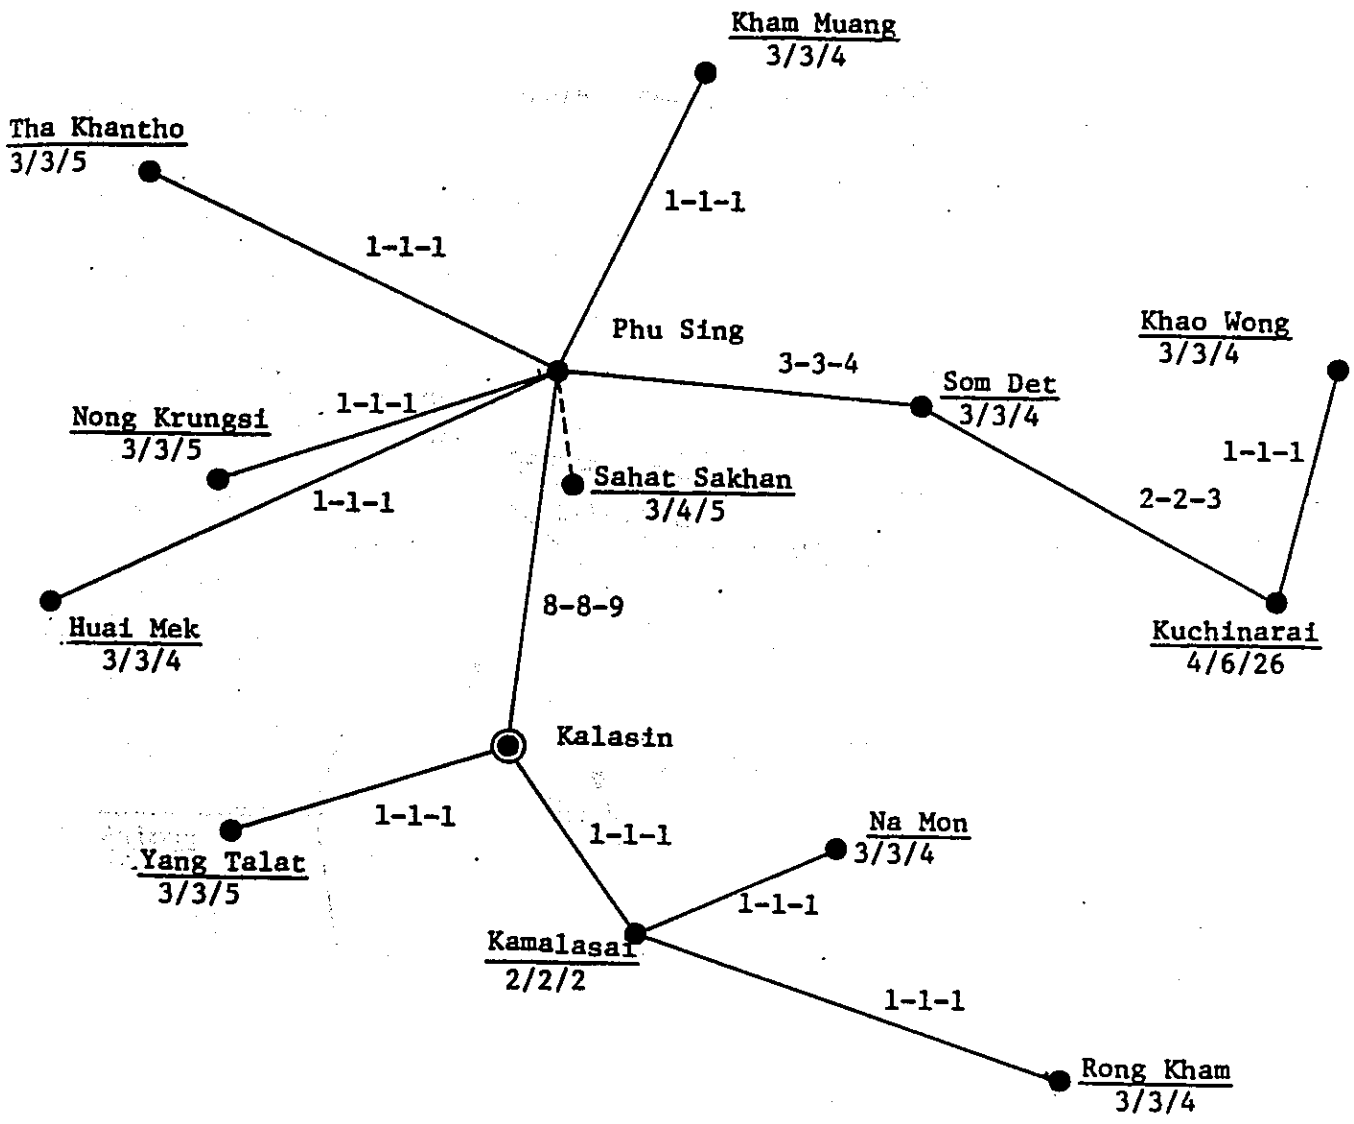 Kham Muang
3/3/4
Tha Khantho
3/3/5
1-1-1
1-1-1
Phu Sing
Khao Wong
3/3/4
3-3-4
Som Det
3/3/4
1-1-1
Nong Krungsi
3/3/5
1-1-1
Sahat Sakhan
3/4/5
1-1-1
2-2-3
8-8-9
Huai Mek
3/3/4
Kuchinarai
4/6/26
Kalasin
1-1-1
1-1-1
Na Mon
3/3/4
Yang Talat
3/3/5
1-1-1
Kamalasai
2/2/2
1-1-1
Rong Kham
3/3/4